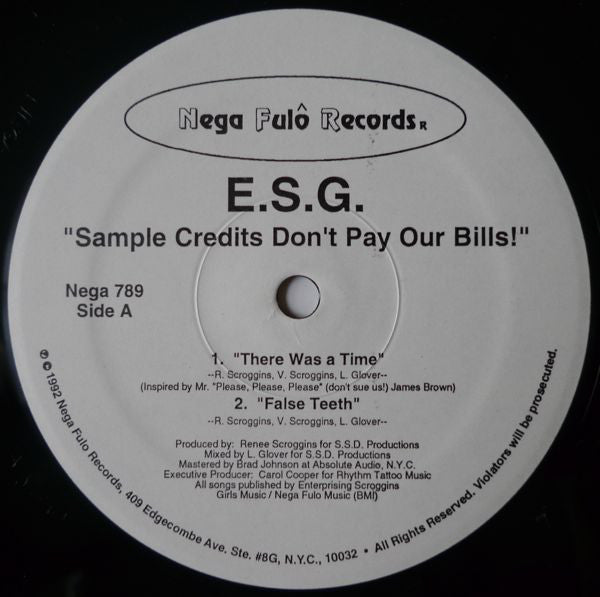 Nega Fulô Records R
E.S.G.
"Sample Credits Don't Pay Our Bills!"
Nega 789
Side A
1. "There Was a Time"
--R. Scroggins, V. Scroggins, L. Glover--
(Inspired by Mr. "Please, Please, Please" (don't sue us!) James Brown)
2. "False Teeth"
--R. Scroggins, V. Scroggins, L. Glover--
Produced by: Renee Scroggins for S.S.D. Productions
Mixed by L. Glover for S.S.D. Productions
Mastered by Brad Johnson at Absolute Audio, N.Y.C.
Executive Producer: Carol Cooper for Rhythm Tattoo Music
All songs published by Enterprising Scroggins
Girls Music / Nega Fulo Music (BMI)
℗ © 1992 Nega Fulo Records, 409 Edgecombe Ave. Ste. #8G, N.Y.C., 10032 • All Rights Reserved. Violators will be prosecuted.